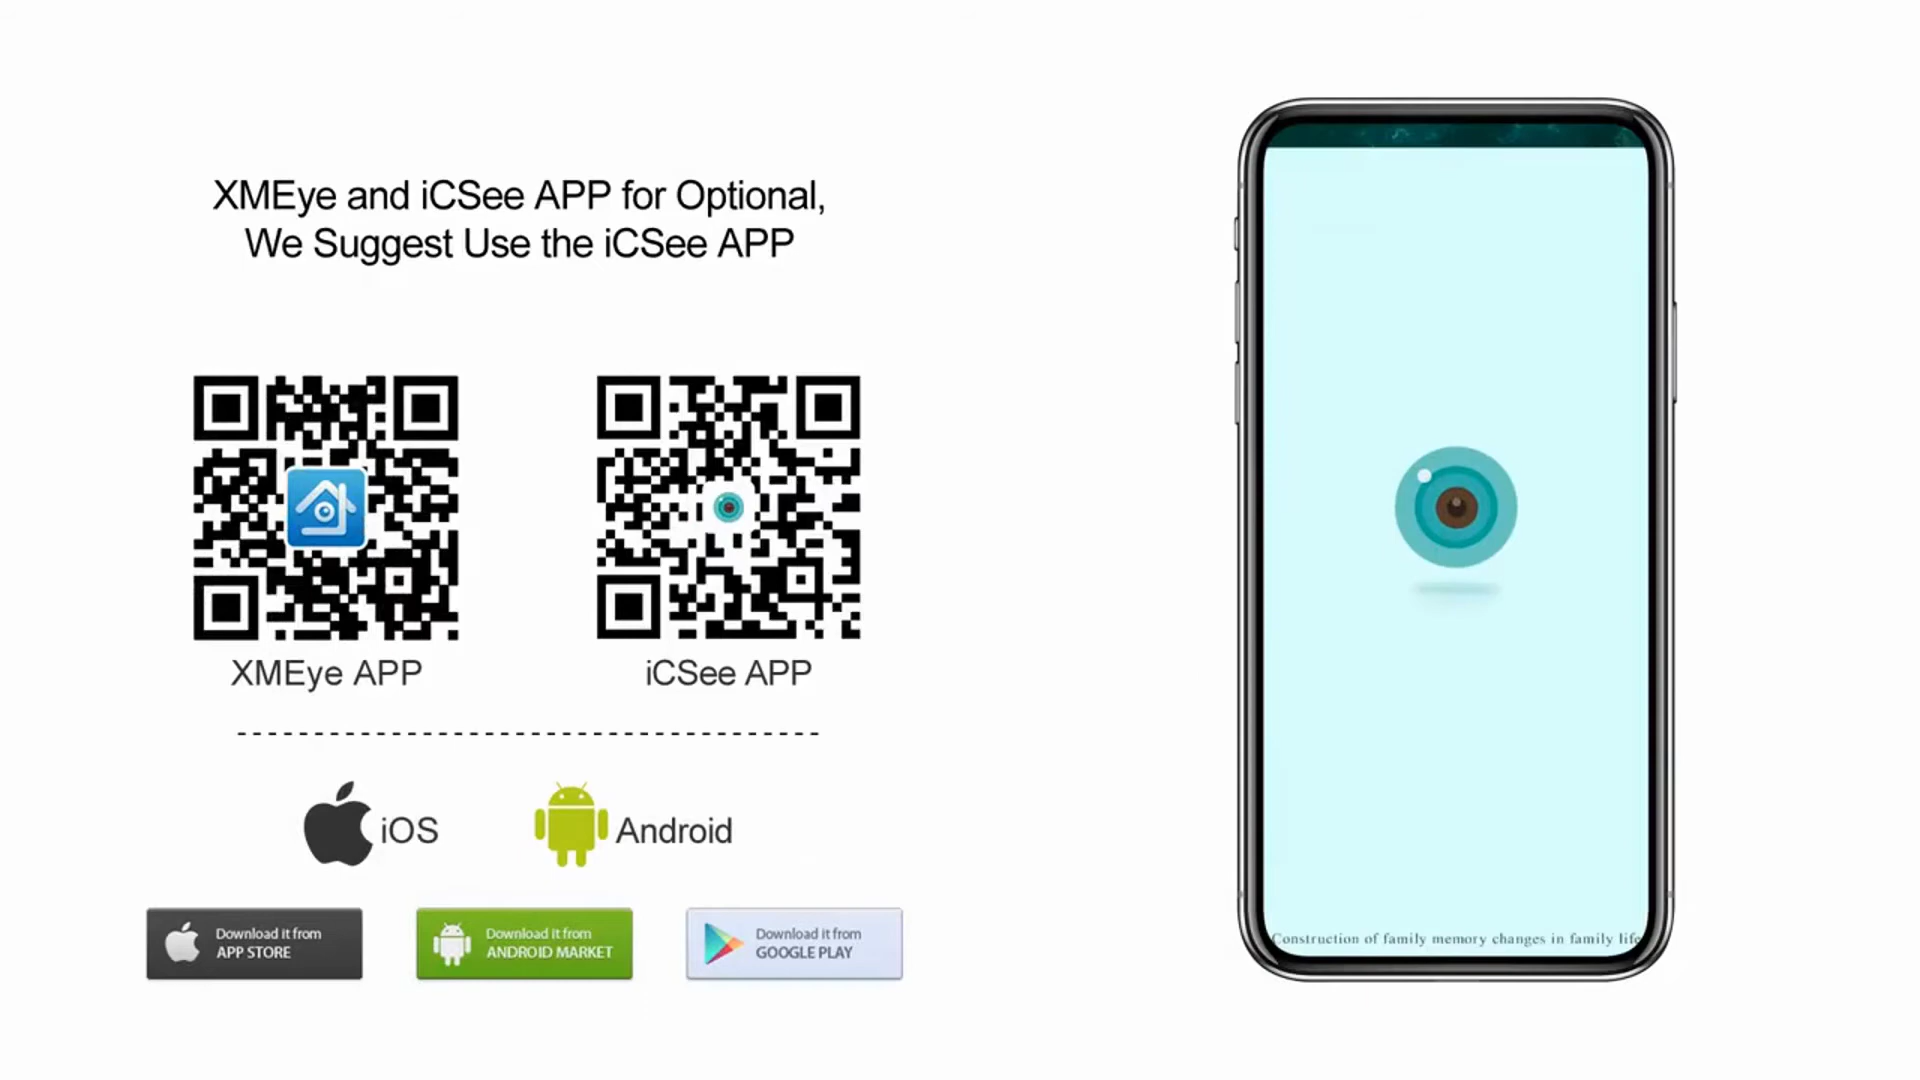 XMEye and iCSee APP for Optional,
We Suggest Use the iCSee APP
XMEye APP
iCSee APP
iOS
Android
Download it from
APP STORE
Download it from
ANDROID MARKET
Download it from
GOOGLE PLAY
Construction of family memory changes in family life